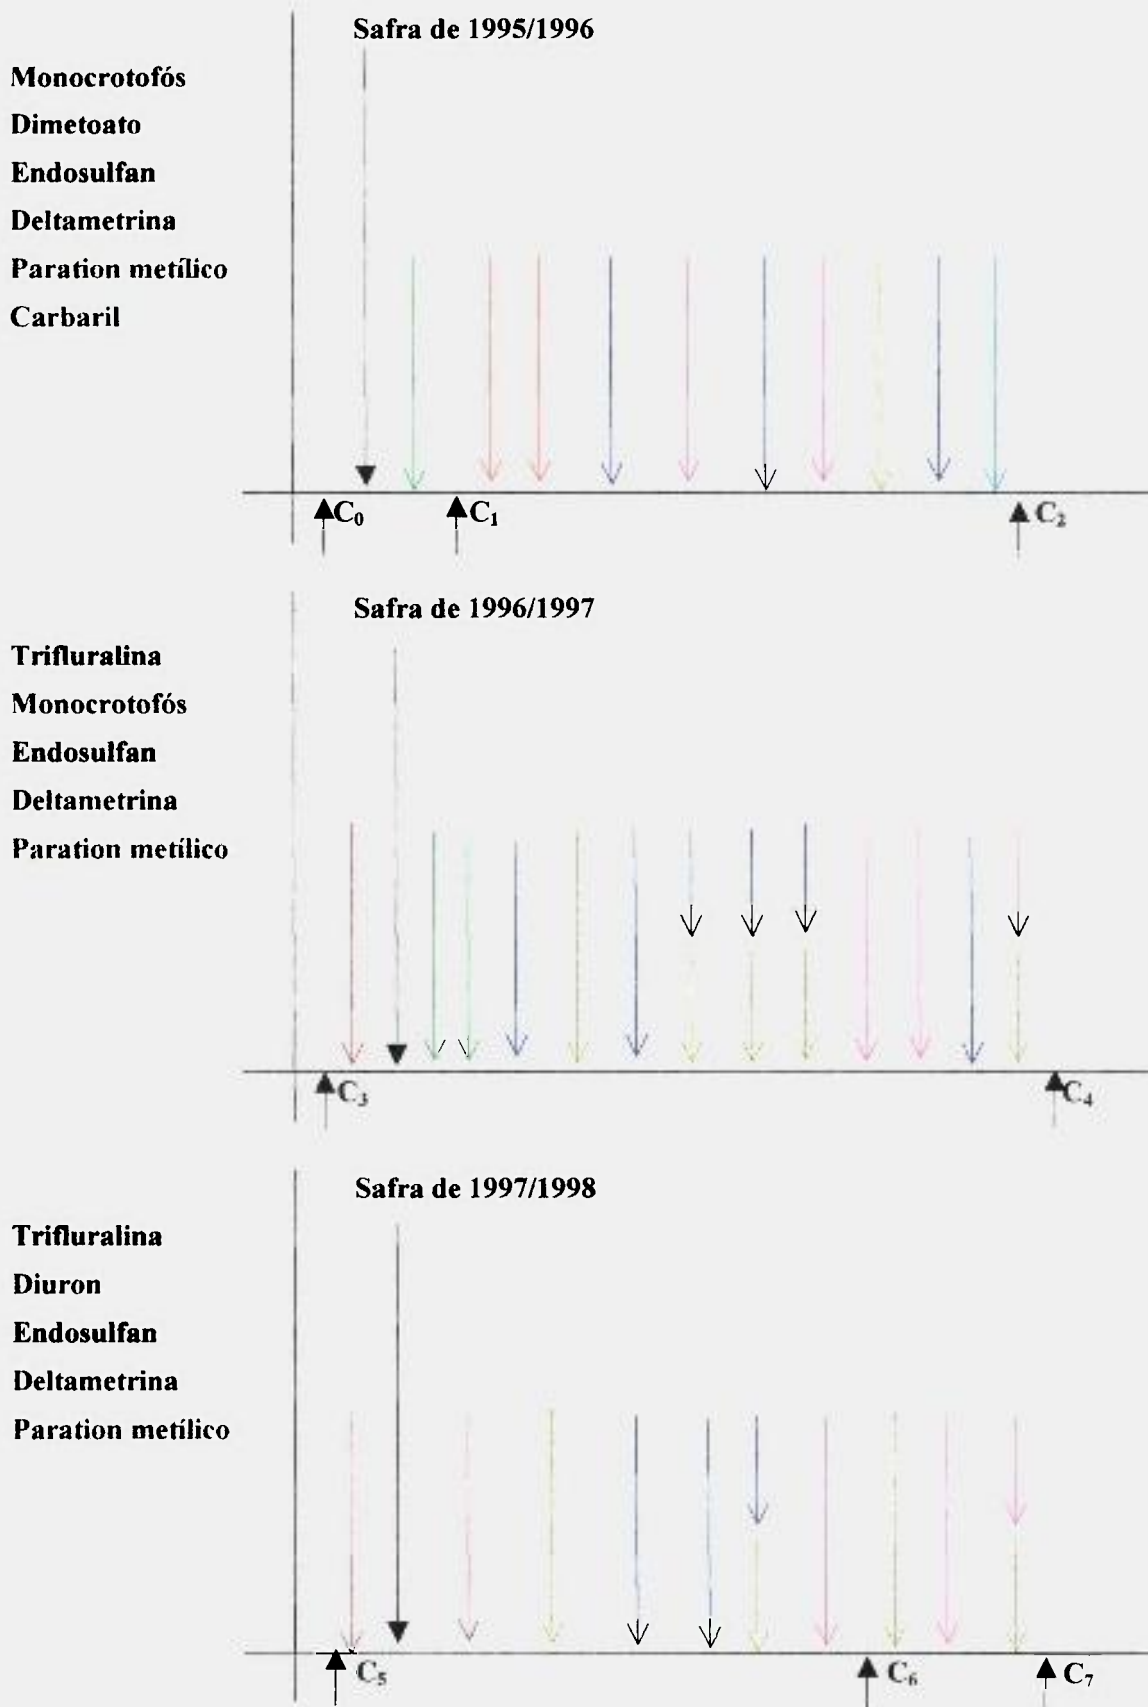 Safra de 1995/1996
Monocrotofós
Dimetoato
Endosulfan
Deltametrina
Paration metílico
Carbaril
C₀ C₁ C₂
Safra de 1996/1997
Trifluralina
Monocrotofós
Endosulfan
Deltametrina
Paration metílico
C₃ C₄
Safra de 1997/1998
Trifluralina
Diuron
Endosulfan
Deltametrina
Paration metílico
C₅ C₆ C₇